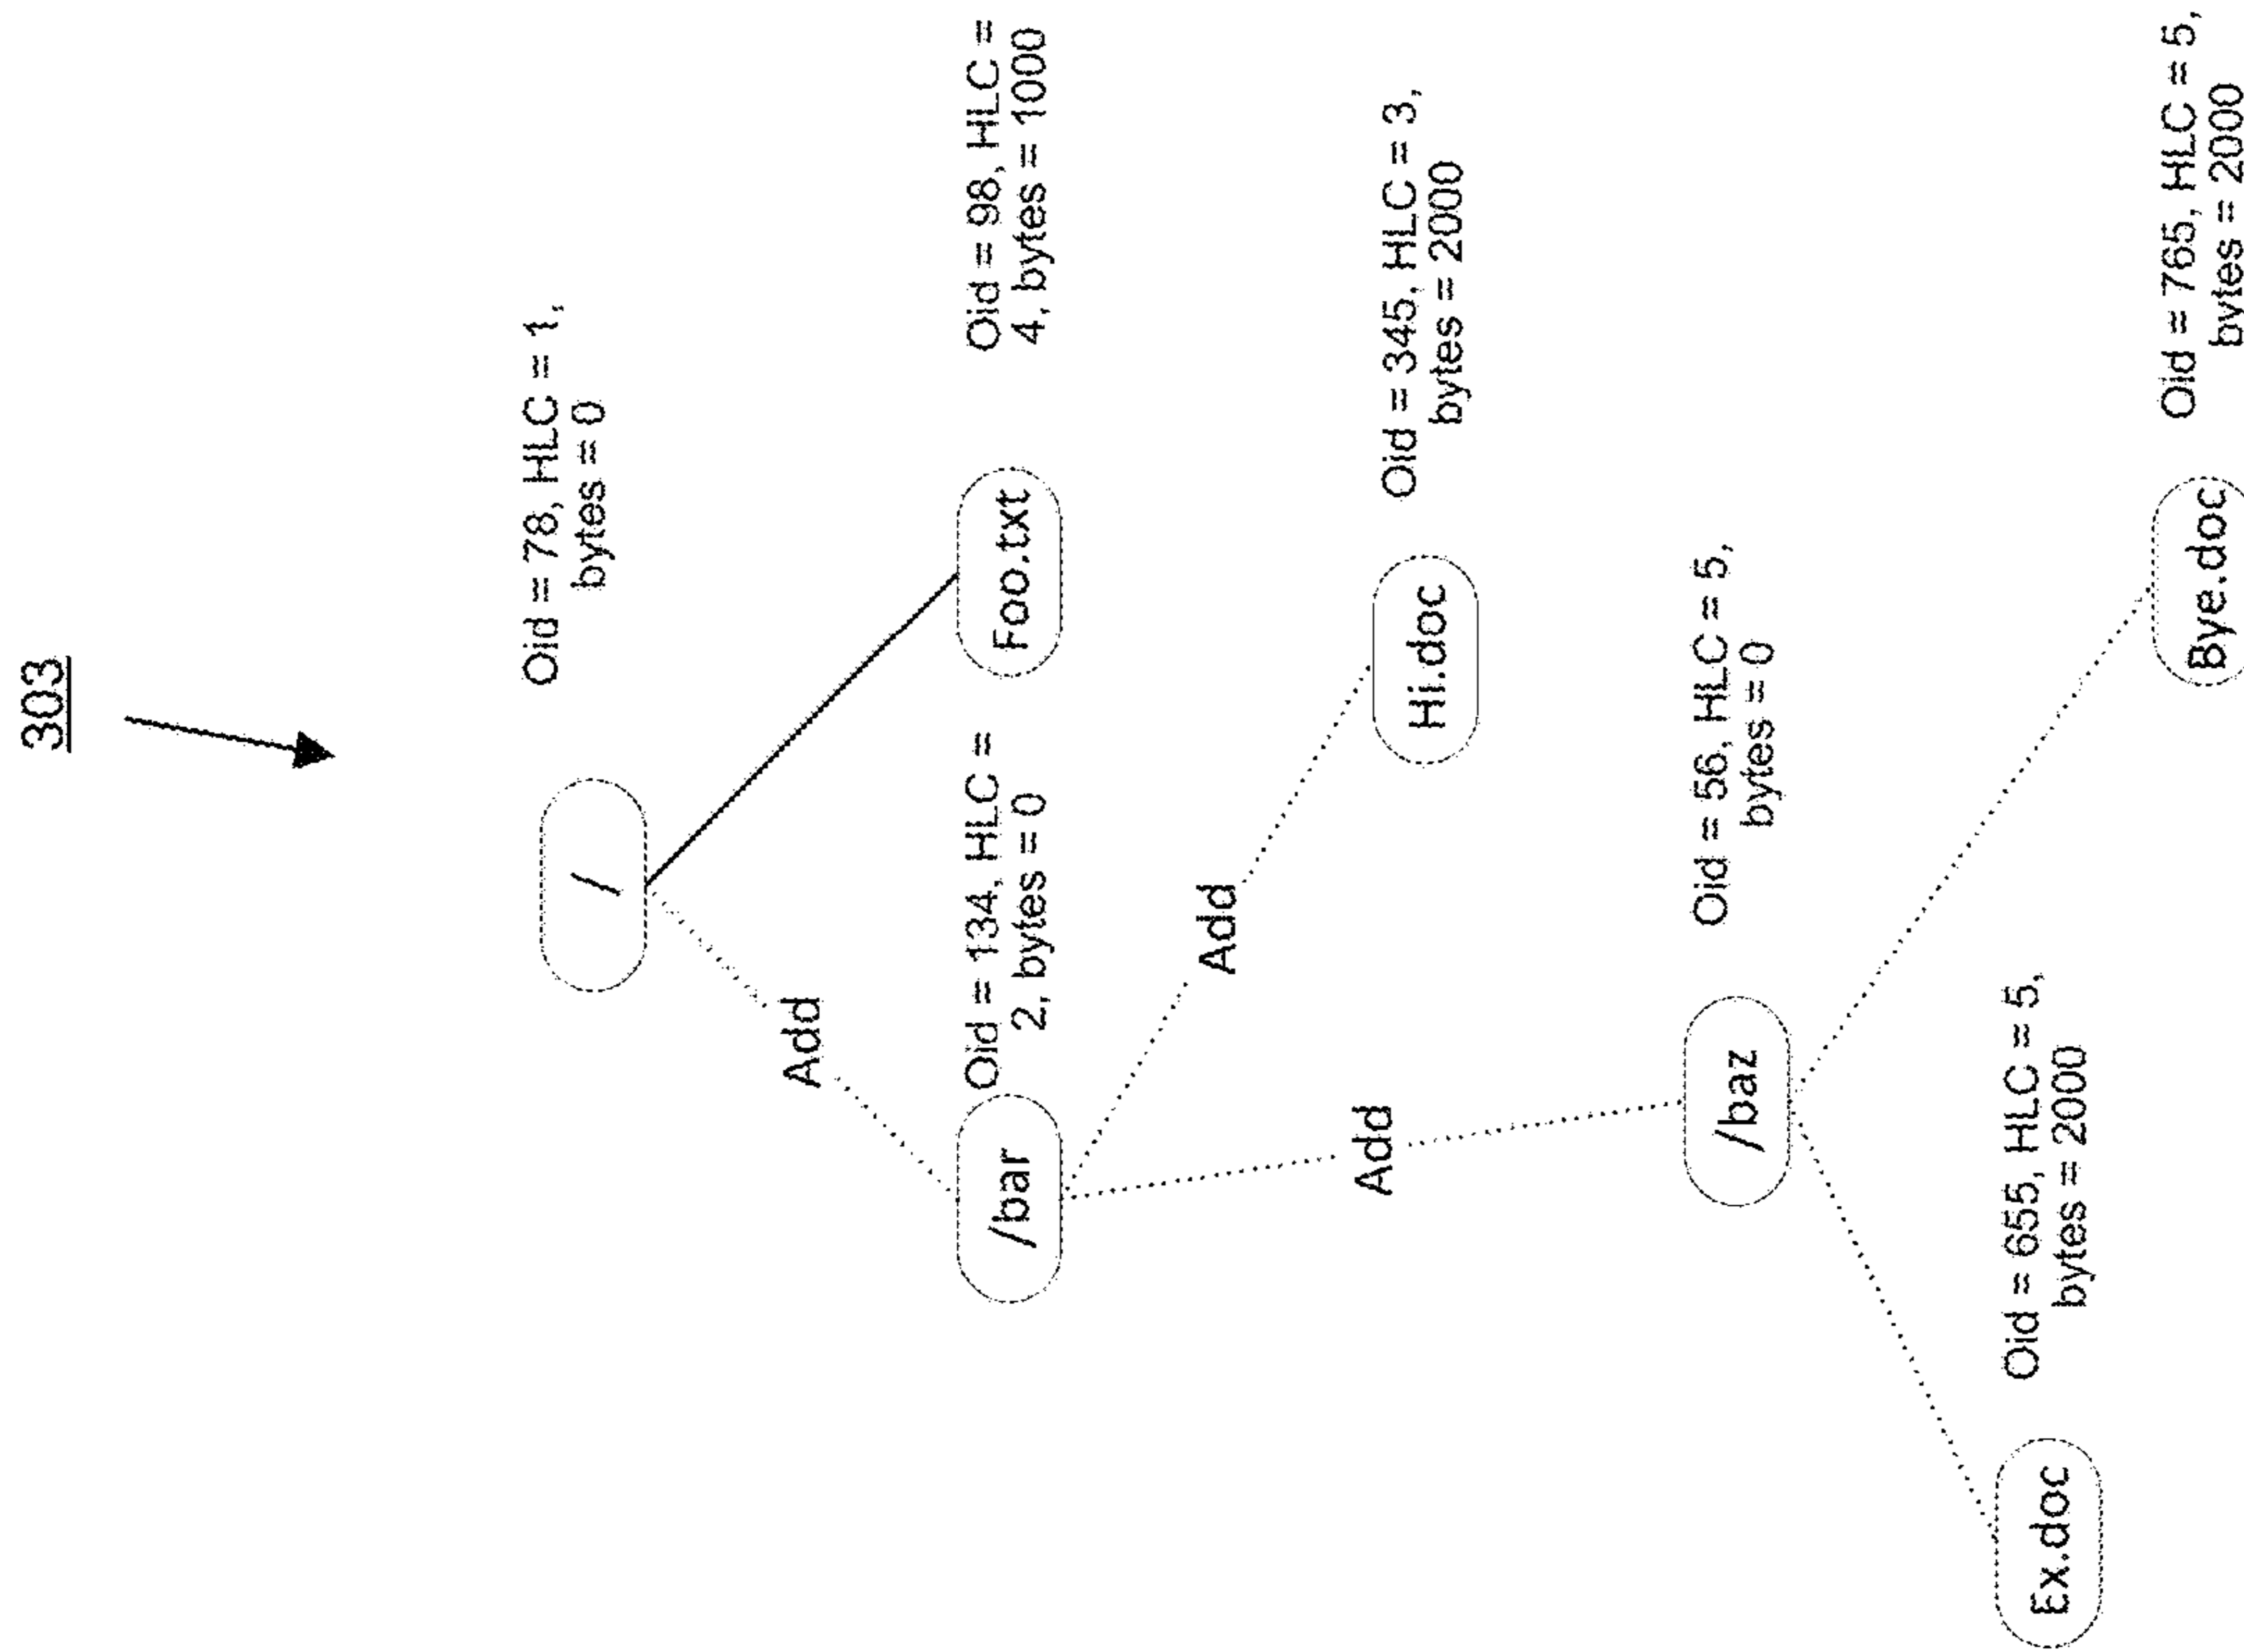 303
/
Oid = 78, HLC = 1,
bytes = 0
Add
/bar
Oid = 134, HLC =
2, bytes = 0
Foo.txt
Oid = 98, HLC =
4, bytes = 1000
Add
Hi.doc
Oid = 345, HLC = 3,
bytes = 2000
Add
/baz
Oid = 56, HLC = 5,
bytes = 0
Ex.doc
Oid = 655, HLC = 5,
bytes = 2000
Bye.doc
Oid = 765, HLC = 5,
bytes = 2000